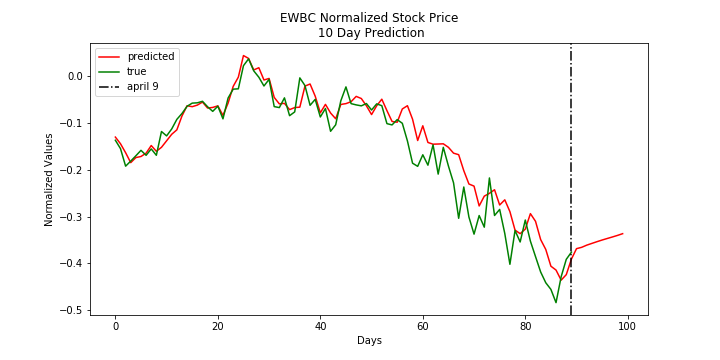 EWBC Normalized Stock Price
10 Day Prediction
predicted
true
april 9
Normalized Values
0.0
−0.1
−0.2
−0.3
−0.4
−0.5
0
20
40
60
80
100
Days